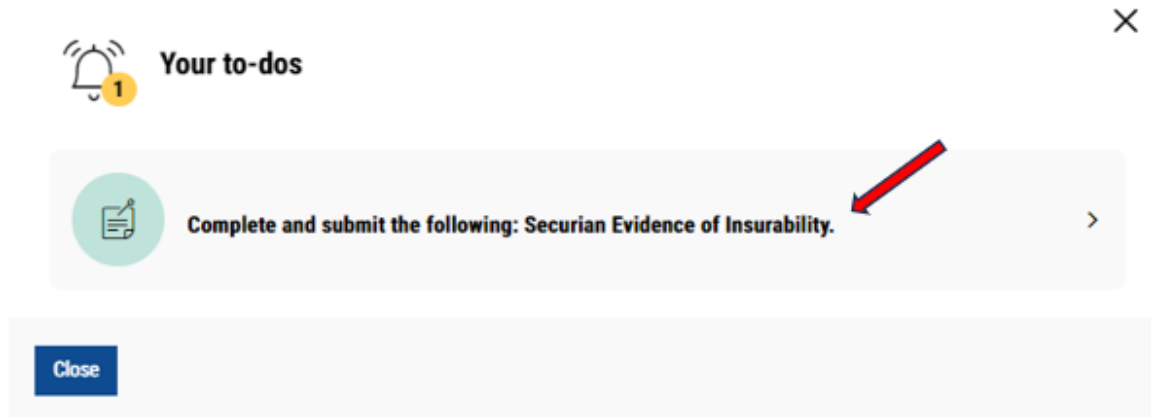 Your to-dos
1
Complete and submit the following: Securian Evidence of Insurability.
Close